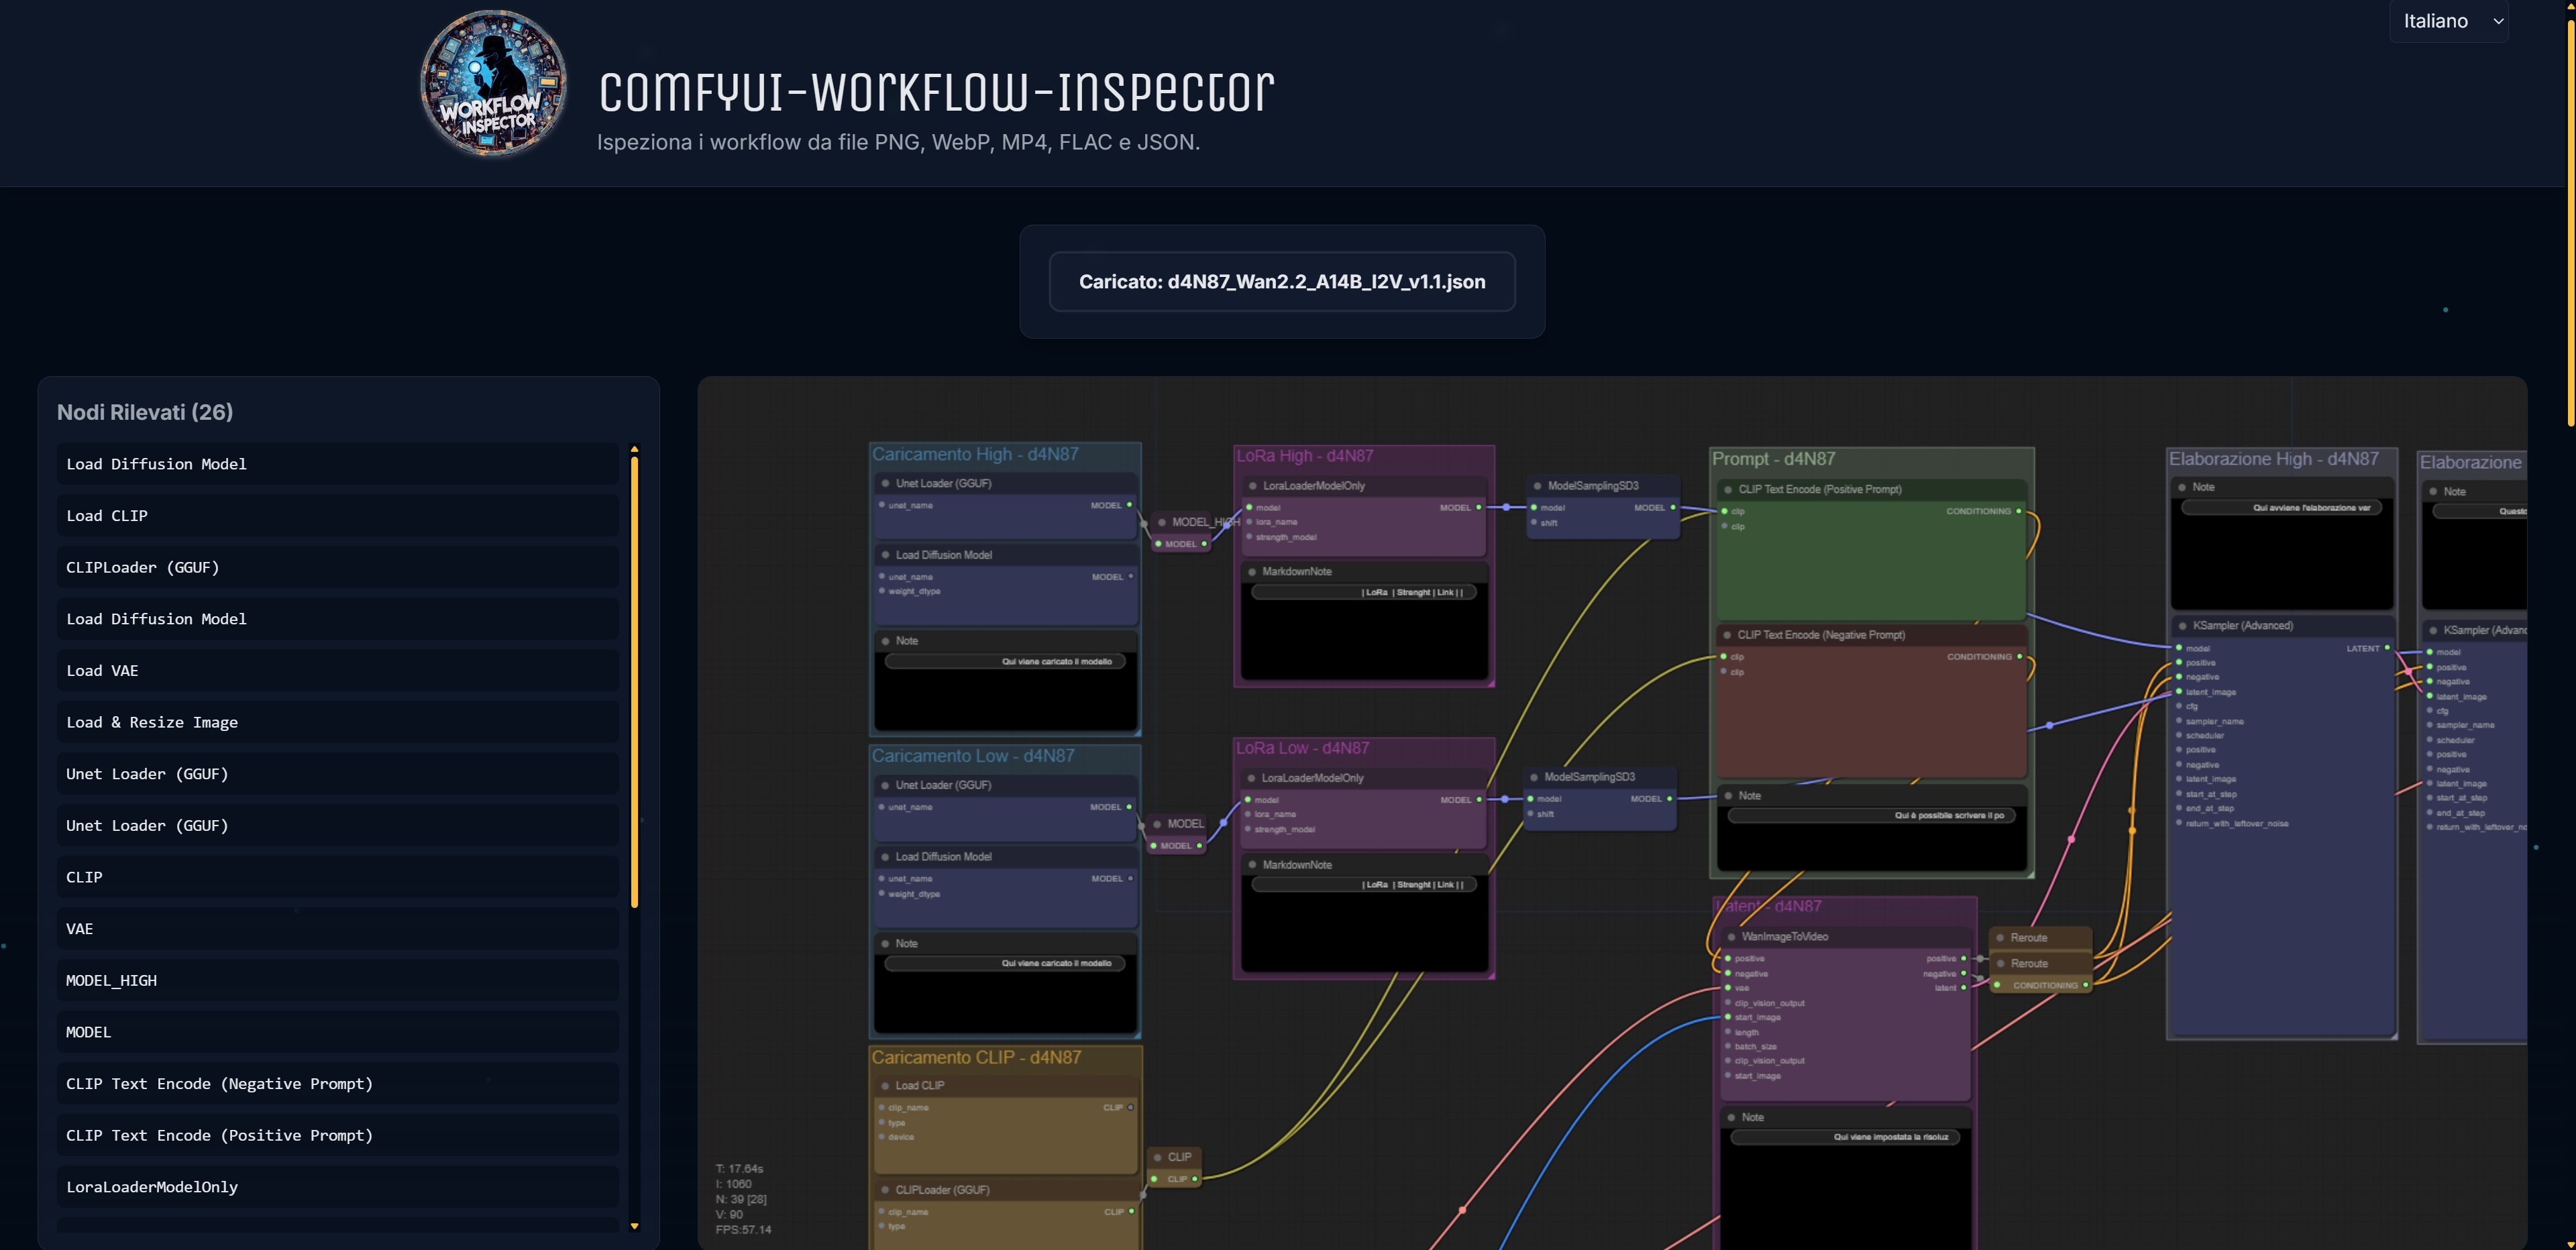 Italiano
WORKFLOW
INSPECTOR
comfyui-workflow-inspector
Ispeziona i workflow da file PNG, WebP, MP4, FLAC e JSON.
Caricato: d4N87_Wan2.2_A14B_I2V_v1.1.json
Nodi Rilevati (26)
Load Diffusion Model
Load CLIP
CLIPLoader (GGUF)
Load Diffusion Model
Load VAE
Load & Resize Image
Unet Loader (GGUF)
Unet Loader (GGUF)
CLIP
VAE
MODEL_HIGH
MODEL
CLIP Text Encode (Negative Prompt)
CLIP Text Encode (Positive Prompt)
LoraLoaderModelOnly
Caricamento High - d4N87
Unet Loader (GGUF)
unet_name MODEL
Load Diffusion Model
unet_name MODEL
weight_dtype
Note
Qui viene caricato il modello
MODEL_HIGH
MODEL
LoRa High - d4N87
LoraLoaderModelOnly
model MODEL
lora_name
strength_model
MarkdownNote
| LoRa | Strenght | Link | |
ModelSamplingSD3
model MODEL
shift
Caricamento Low - d4N87
Unet Loader (GGUF)
unet_name MODEL
Load Diffusion Model
unet_name MODEL
weight_dtype
Note
Qui viene caricato il modello
MODEL
MODEL
LoRa Low - d4N87
LoraLoaderModelOnly
model MODEL
lora_name
strength_model
MarkdownNote
| LoRa | Strenght | Link | |
ModelSamplingSD3
model MODEL
shift
Caricamento CLIP - d4N87
Load CLIP
clip_name CLIP
type
device
CLIPLoader (GGUF)
clip_name CLIP
type
CLIP
CLIP
T: 17.64s
I: 1060
N: 39 [28]
V: 90
FPS:57.14
Prompt - d4N87
CLIP Text Encode (Positive Prompt)
clip CONDITIONING
clip
CLIP Text Encode (Negative Prompt)
clip CONDITIONING
clip
Note
Qui è possibile scrivere il po
Latent - d4N87
WanImageToVideo
positive positive
negative negative
vae latent
clip_vision_output
start_image
length
batch_size
clip_vision_output
start_image
Note
Qui viene impostata la risoluz
Reroute
Reroute
CONDITIONING
Elaborazione High - d4N87
Note
Qui avviene l'elaborazione ver
KSampler (Advanced)
model LATENT
positive
negative
latent_image
cfg
sampler_name
scheduler
positive
negative
latent_image
start_at_step
end_at_step
return_with_leftover_noise
Elaborazione
Note
Questo
KSampler (Advanc
model
positive
negative
latent_image
cfg
sampler_name
scheduler
positive
negative
latent_image
start_at_step
end_at_step
return_with_leftover_no